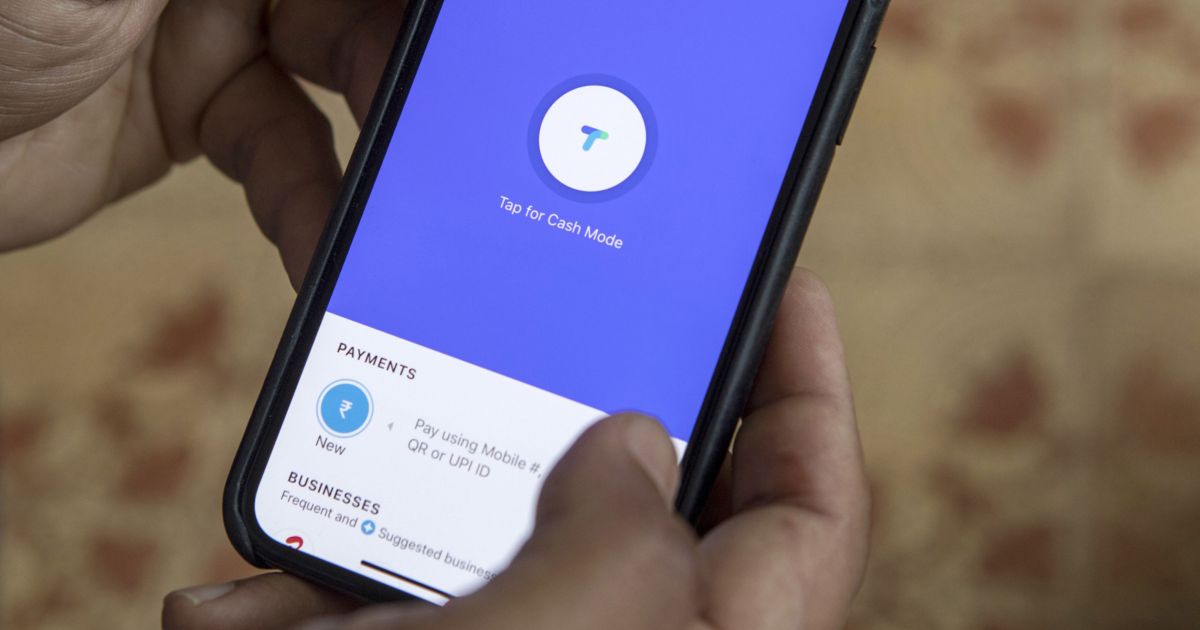 Tap for Cash Mode
PAYMENTS
₹
New
Pay using Mobile #,
QR or UPI ID
BUSINESSES
Frequent and
Suggested business